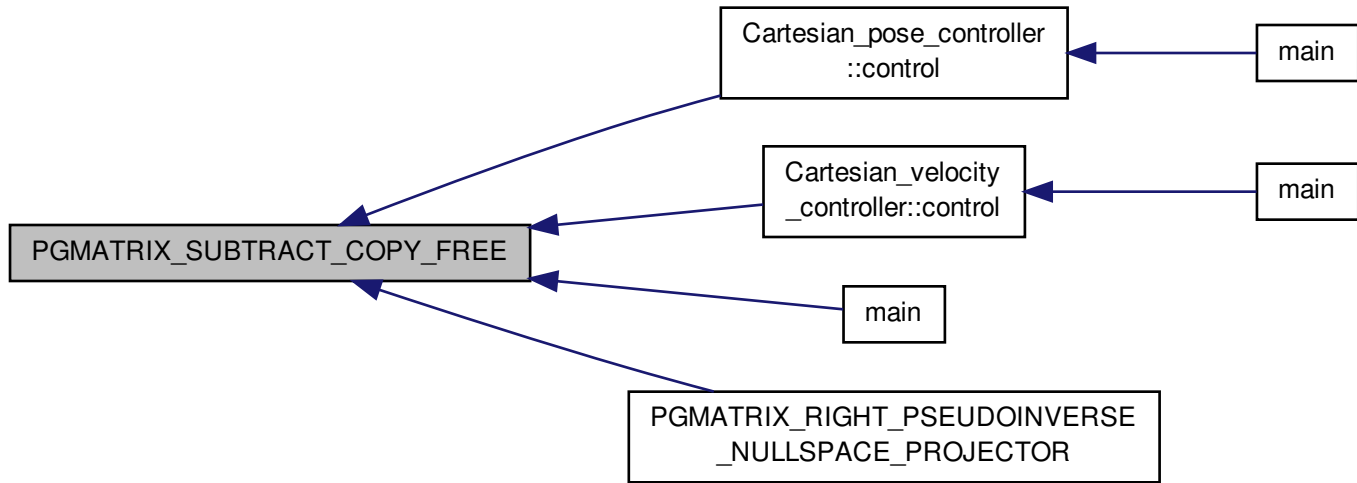 Cartesian_pose_controller
::control
main
Cartesian_velocity
_controller::control
main
PGMATRIX_SUBTRACT_COPY_FREE
main
PGMATRIX_RIGHT_PSEUDOINVERSE
_NULLSPACE_PROJECTOR